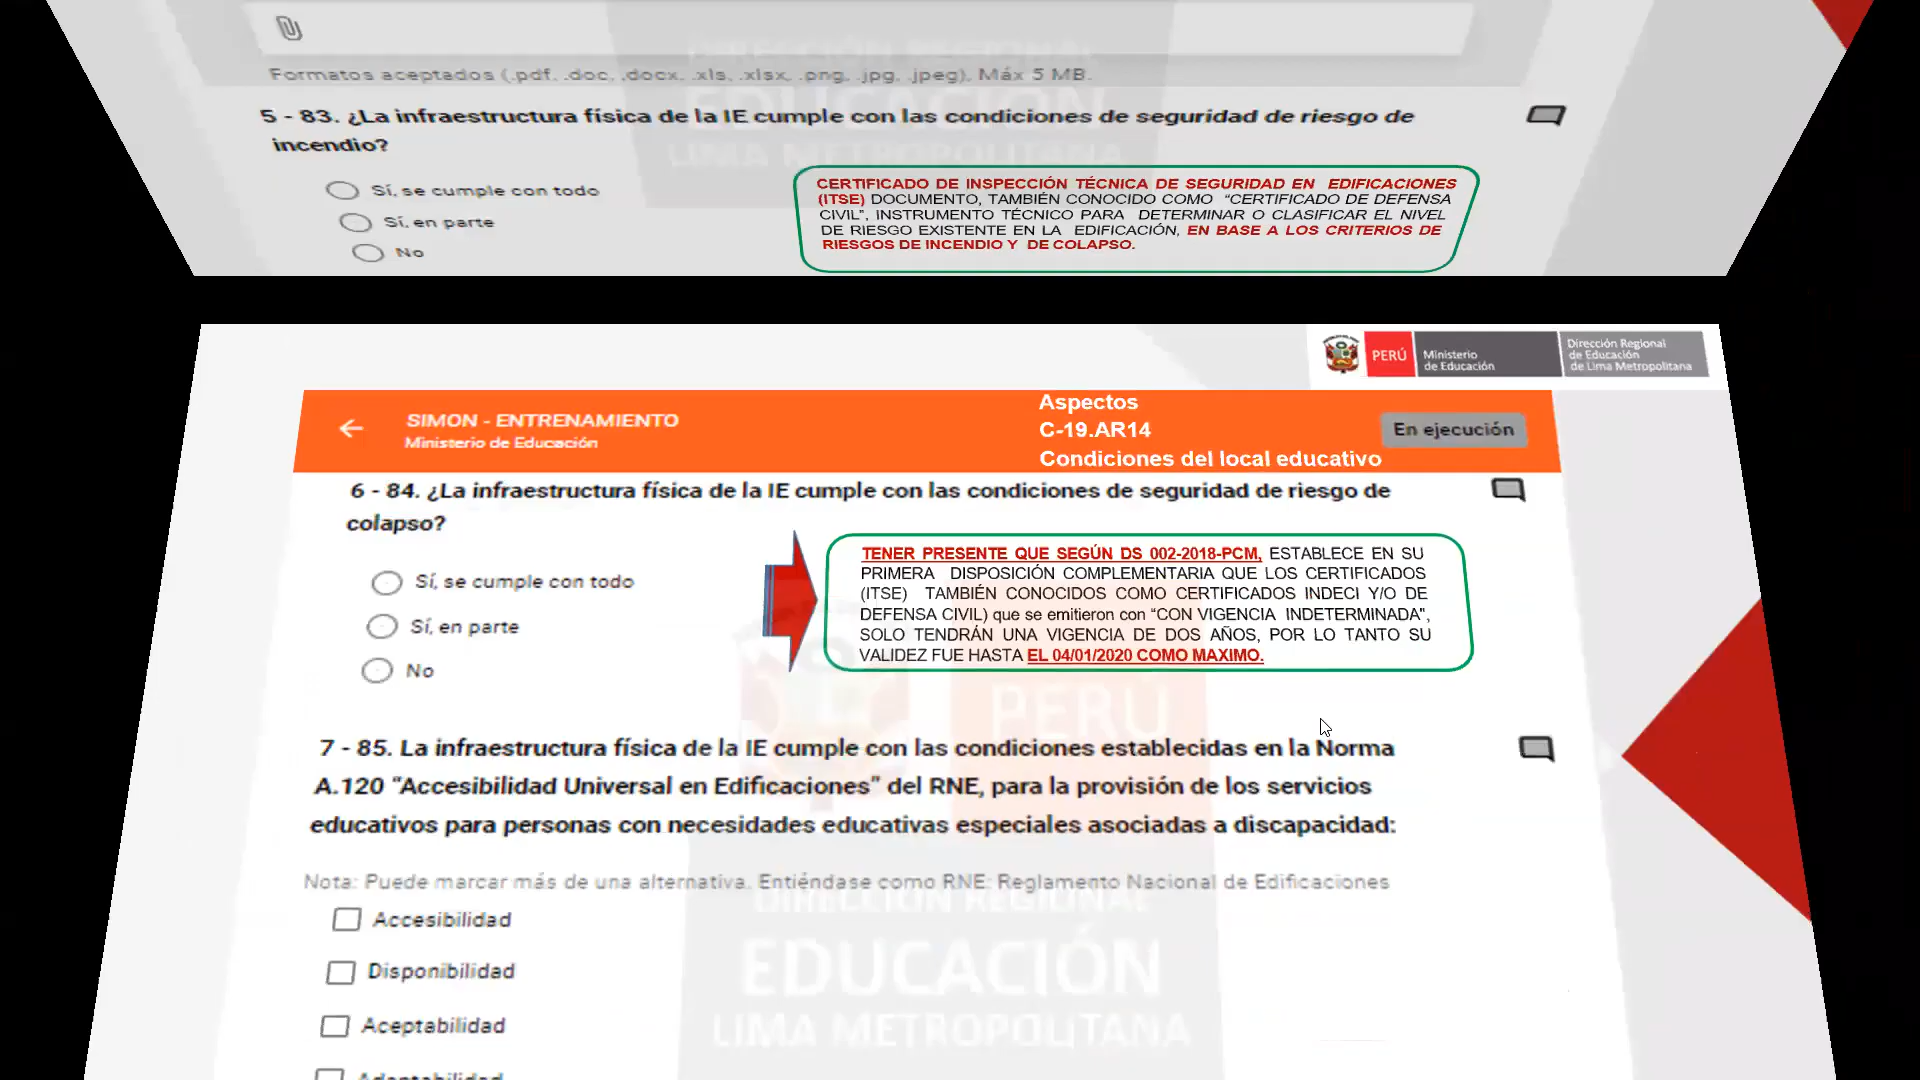 Formatos aceptados (.pdf, .doc, .docx, .xls, .xlsx, .png, .jpg, .jpeg). Máx 5 MB.
DIRECCIÓN REGIONAL
EDUCACIÓN
LIMA METROPOLITANA
5 - 83. ¿La infraestructura física de la IE cumple con las condiciones de seguridad de riesgo de
incendio?
Sí, se cumple con todo
Sí, en parte
No
CERTIFICADO DE INSPECCIÓN TÉCNICA DE SEGURIDAD EN EDIFICACIONES
(ITSE) DOCUMENTO, TAMBIÉN CONOCIDO COMO “CERTIFICADO DE DEFENSA
CIVIL”, INSTRUMENTO TÉCNICO PARA DETERMINAR O CLASIFICAR EL NIVEL
DE RIESGO EXISTENTE EN LA EDIFICACIÓN, EN BASE A LOS CRITERIOS DE
RIESGOS DE INCENDIO Y DE COLAPSO.
PERÚ
Ministerio
de Educación
Dirección Regional
de Educación
de Lima Metropolitana
SIMON - ENTRENAMIENTO
Ministerio de Educación
Aspectos
C-19.AR14
Condiciones del local educativo
En ejecución
6 - 84. ¿La infraestructura física de la IE cumple con las condiciones de seguridad de riesgo de
colapso?
Sí, se cumple con todo
Sí, en parte
No
TENER PRESENTE QUE SEGÚN DS 002-2018-PCM, ESTABLECE EN SU
PRIMERA DISPOSICIÓN COMPLEMENTARIA QUE LOS CERTIFICADOS
(ITSE) TAMBIÉN CONOCIDOS COMO CERTIFICADOS INDECI Y/O DE
DEFENSA CIVIL) que se emitieron con “CON VIGENCIA INDETERMINADA",
SOLO TENDRÁN UNA VIGENCIA DE DOS AÑOS, POR LO TANTO SU
VALIDEZ FUE HASTA EL 04/01/2020 COMO MAXIMO.
PERÚ
7 - 85. La infraestructura física de la IE cumple con las condiciones establecidas en la Norma
A.120 “Accesibilidad Universal en Edificaciones” del RNE, para la provisión de los servicios
educativos para personas con necesidades educativas especiales asociadas a discapacidad:
Nota: Puede marcar más de una alternativa. Entiéndase como RNE: Reglamento Nacional de Edificaciones
DIRECCIÓN REGIONAL
EDUCACIÓN
LIMA METROPOLITANA
Accesibilidad
Disponibilidad
Aceptabilidad
Adaptabilidad